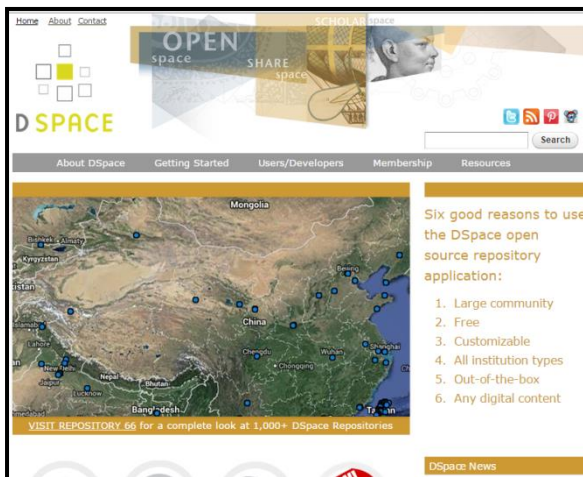 Home About Contact
OPEN
space
SHARE
space
SCHOLAR space
DSPACE
Search
About DSpace Getting Started Users/Developers Membership Resources
Mongolia
Bishkek Almaty
Kyrgyzstan
Beijing
China
Lahore
New Delhi
Jaipur
Nepal
Bhutan
Lucknow
Bangladesh
Chengdu
Chongqing
Wuhan
Shanghai
VISIT REPOSITORY 66 for a complete look at 1,000+ DSpace Repositories
Six good reasons to use
the DSpace open
source repository
application:
1. Large community
2. Free
3. Customizable
4. All institution types
5. Out-of-the-box
6. Any digital content
DSpace News